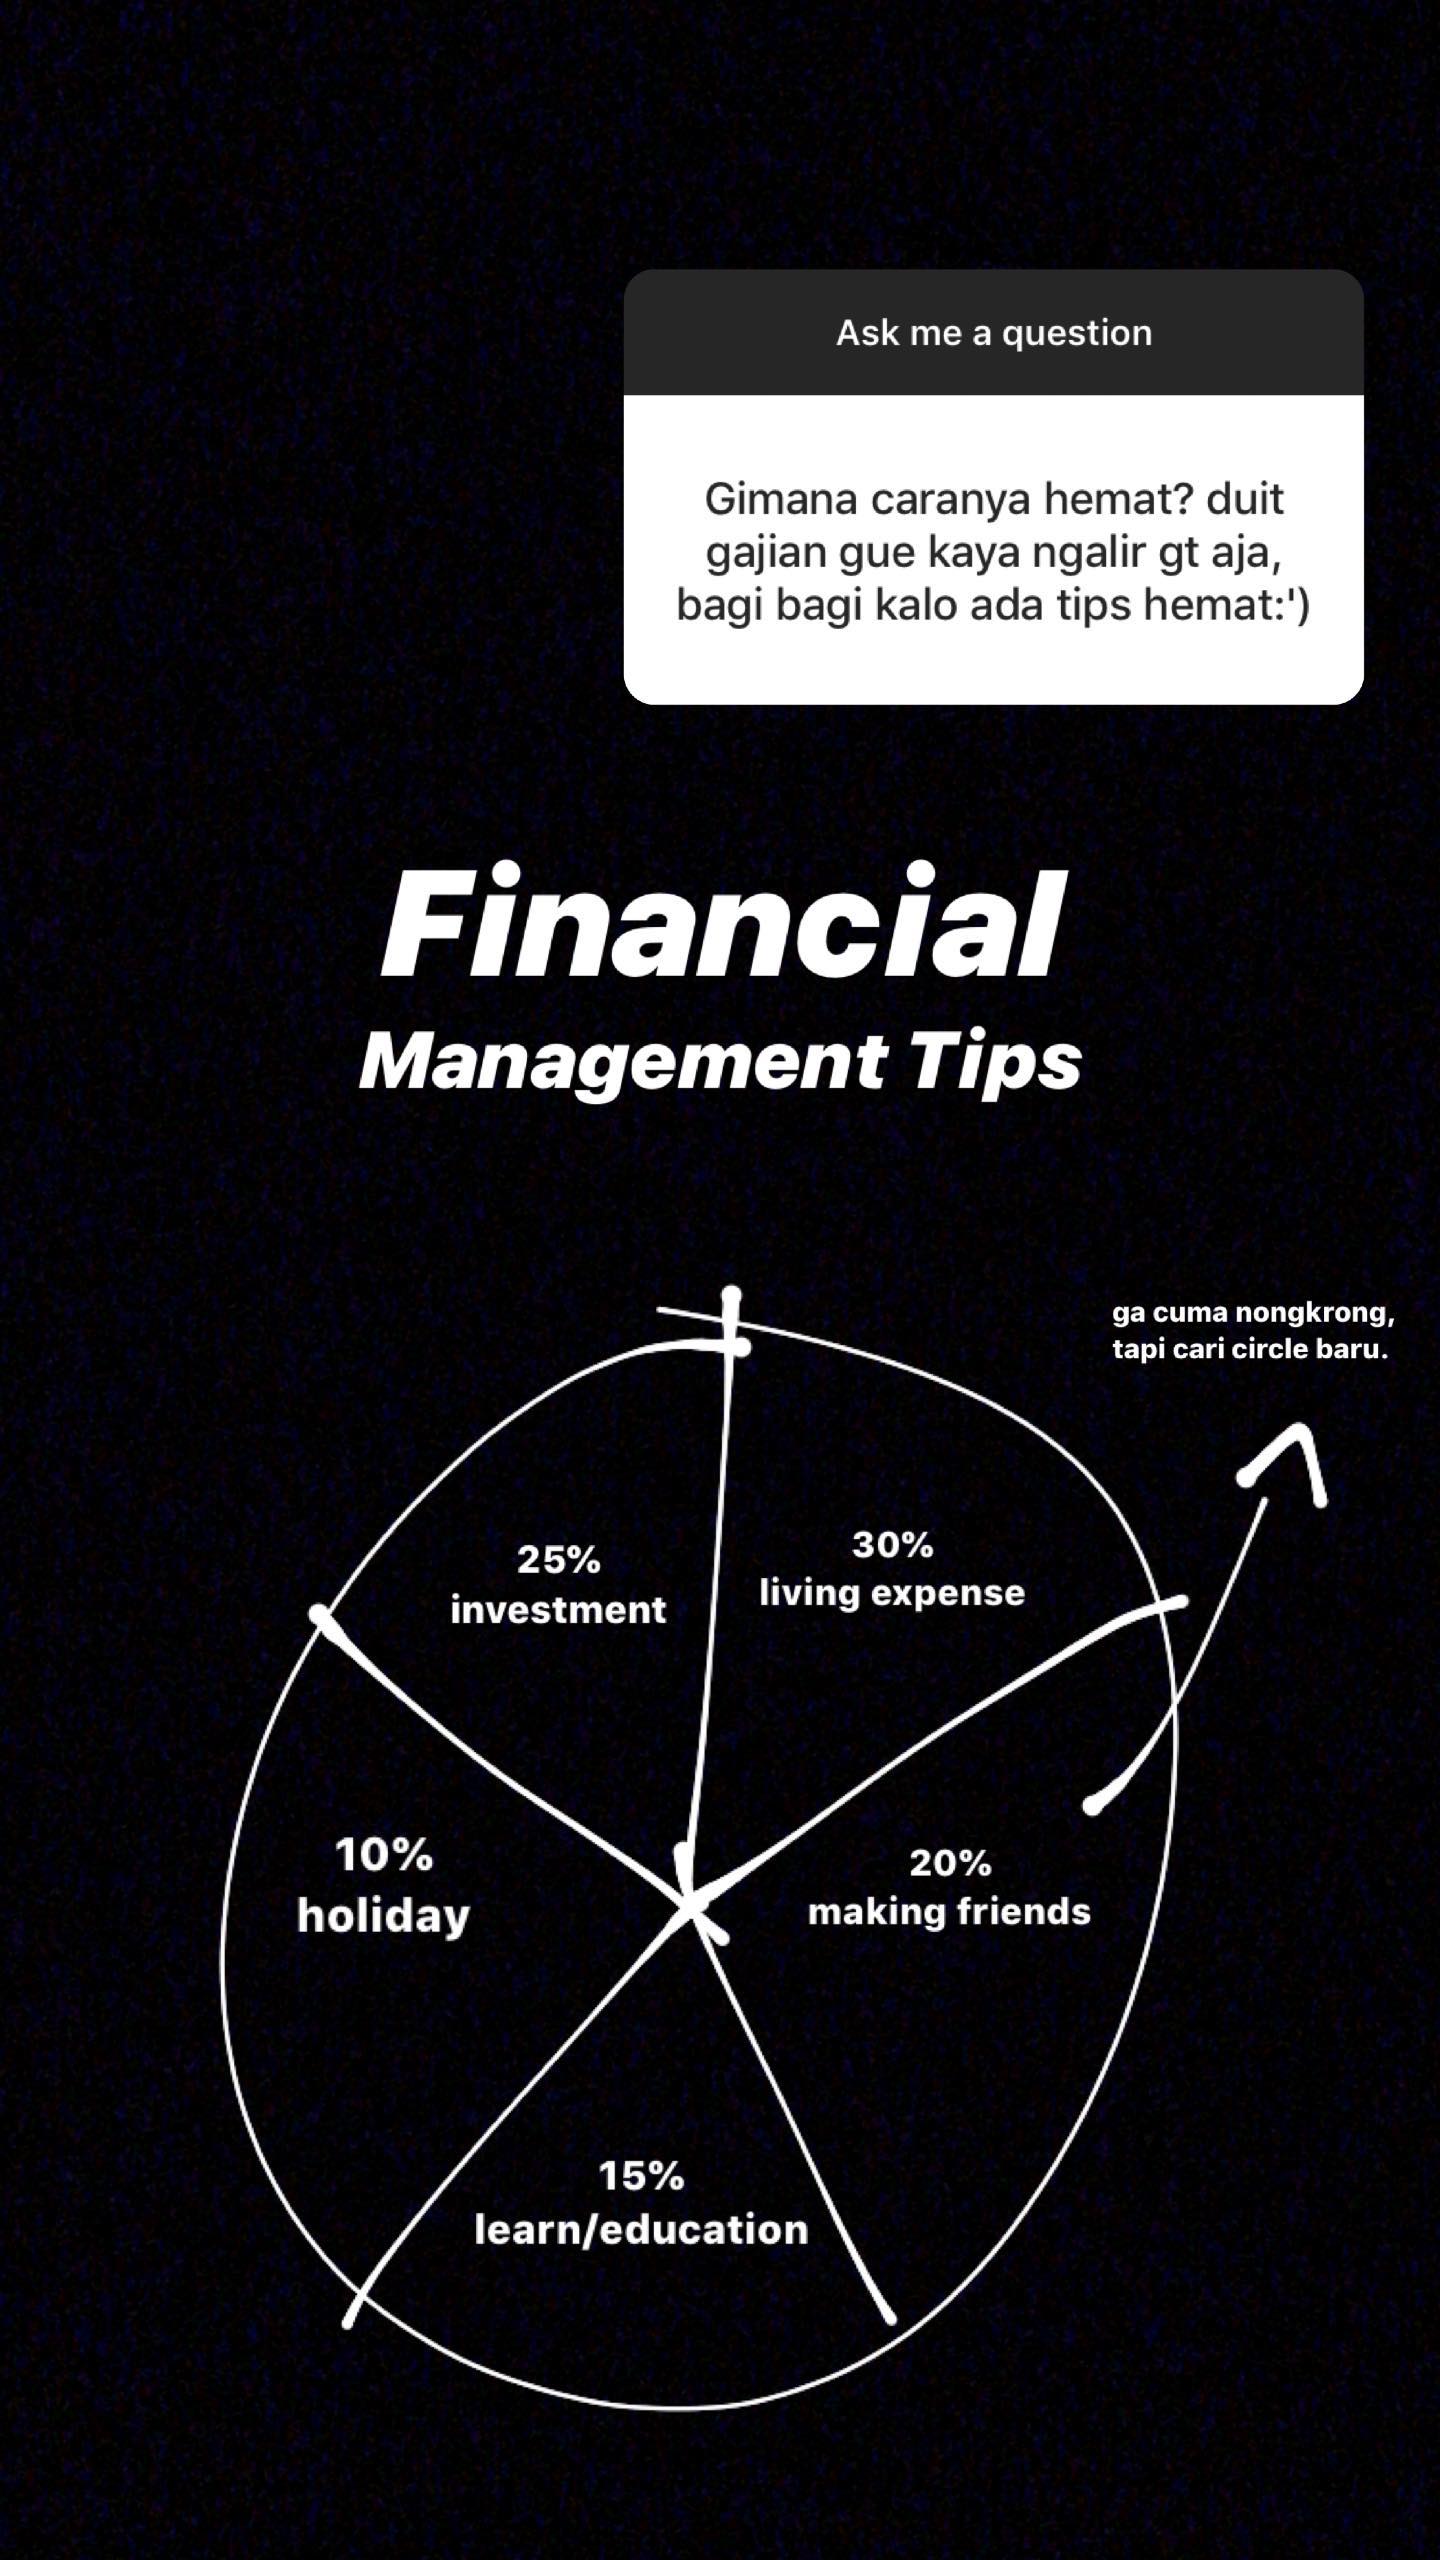 Ask me a question
Gimana caranya hemat? duit
gajian gue kaya ngalir gt aja,
bagi bagi kalo ada tips hemat:')
Financial
Management Tips
ga cuma nongkrong,
tapi cari circle baru.
25%
investment
30%
living expense
10%
holiday
20%
making friends
15%
learn/education